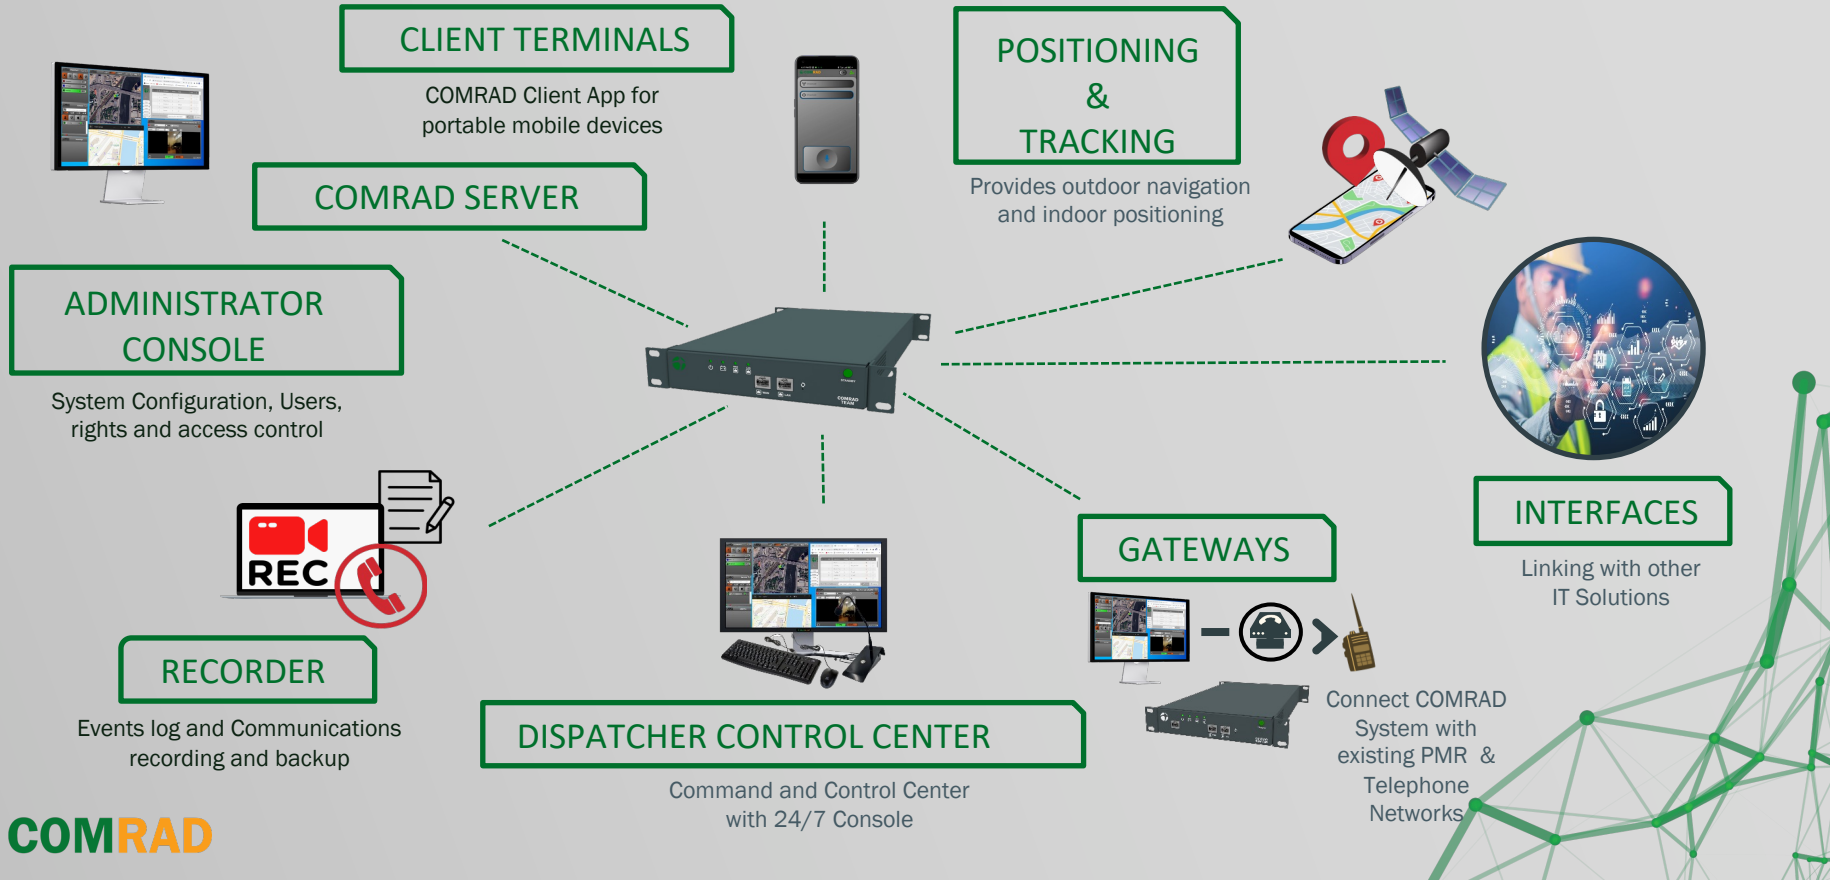 CLIENT TERMINALS
COMRAD Client App for
portable mobile devices
COMRAD SERVER
POSITIONING
&
TRACKING
Provides outdoor navigation
and indoor positioning
ADMINISTRATOR
CONSOLE
System Configuration, Users,
rights and access control
COMRAD
TEAM
REC
RECORDER
Events log and Communications
recording and backup
DISPATCHER CONTROL CENTER
Command and Control Center
with 24/7 Console
GATEWAYS
Connect COMRAD
System with
existing PMR &
Telephone
Networks
INTERFACES
Linking with other
IT Solutions
COMRAD